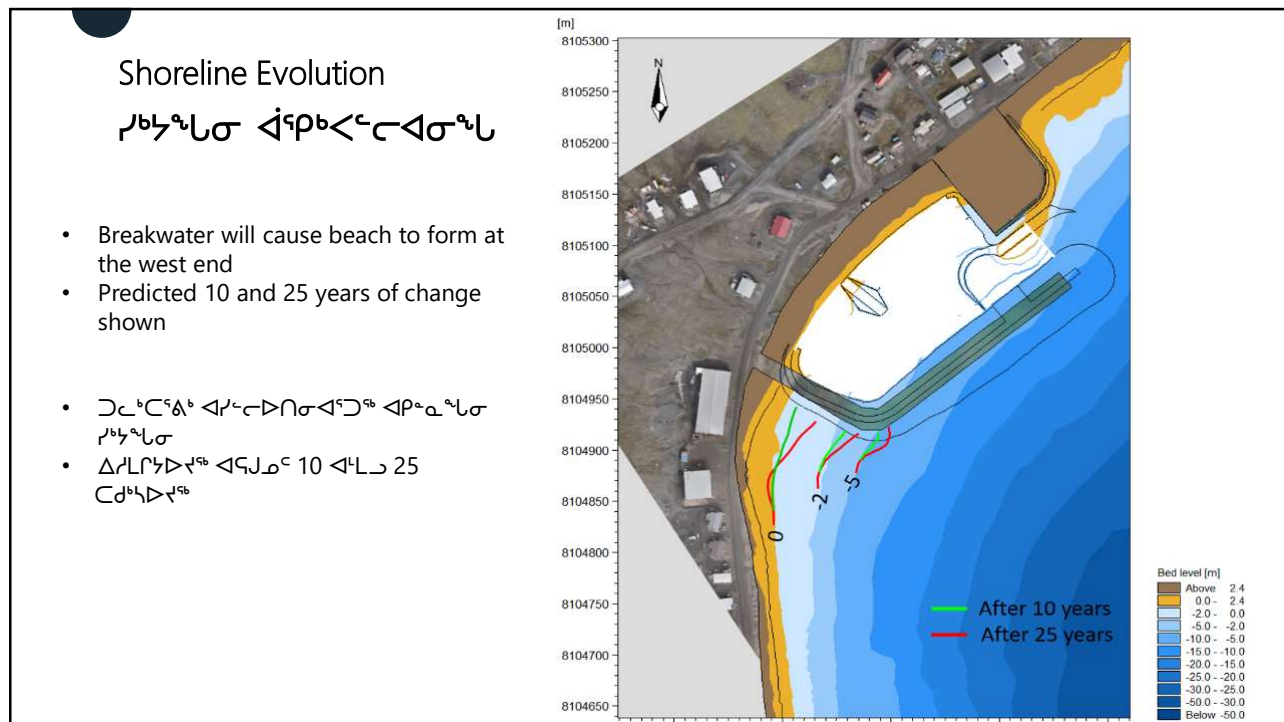 Shoreline Evolution
ᓯᒃᔭᖓᓂ ᐋᕿᒃᐸᓪᓕᐊᓂᖓ
• Breakwater will cause beach to form at
the west end
• Predicted 10 and 25 years of change
shown
• ᑐᓚᒃᑕᕐᕕᒃ ᐊᓯᓪᓕᐅᑎᓂᐊᕐᑐᖅ ᐊᑭᓐᓇᖓᓂ
ᓯᒃᔭᖓᓂ
• ᐃᓱᒪᒋᔭᐅᔪᖅ ᐊᕋᒍᓄᑦ 10 ᐊᒻᒪᓗ 25
ᑕᑯᒃᓴᐅᔪᖅ
[m]
8105300
8105250
8105200
8105150
8105100
8105050
8105000
8104950
8104900
8104850
8104800
8104750
8104700
8104650
N
0
-2
-5
After 10 years
After 25 years
Bed level [m]
Above 2.4
0.0 - 2.4
-2.0 - 0.0
-5.0 - -2.0
-10.0 - -5.0
-15.0 - -10.0
-20.0 - -15.0
-25.0 - -20.0
-30.0 - -25.0
-50.0 - -30.0
Below -50.0